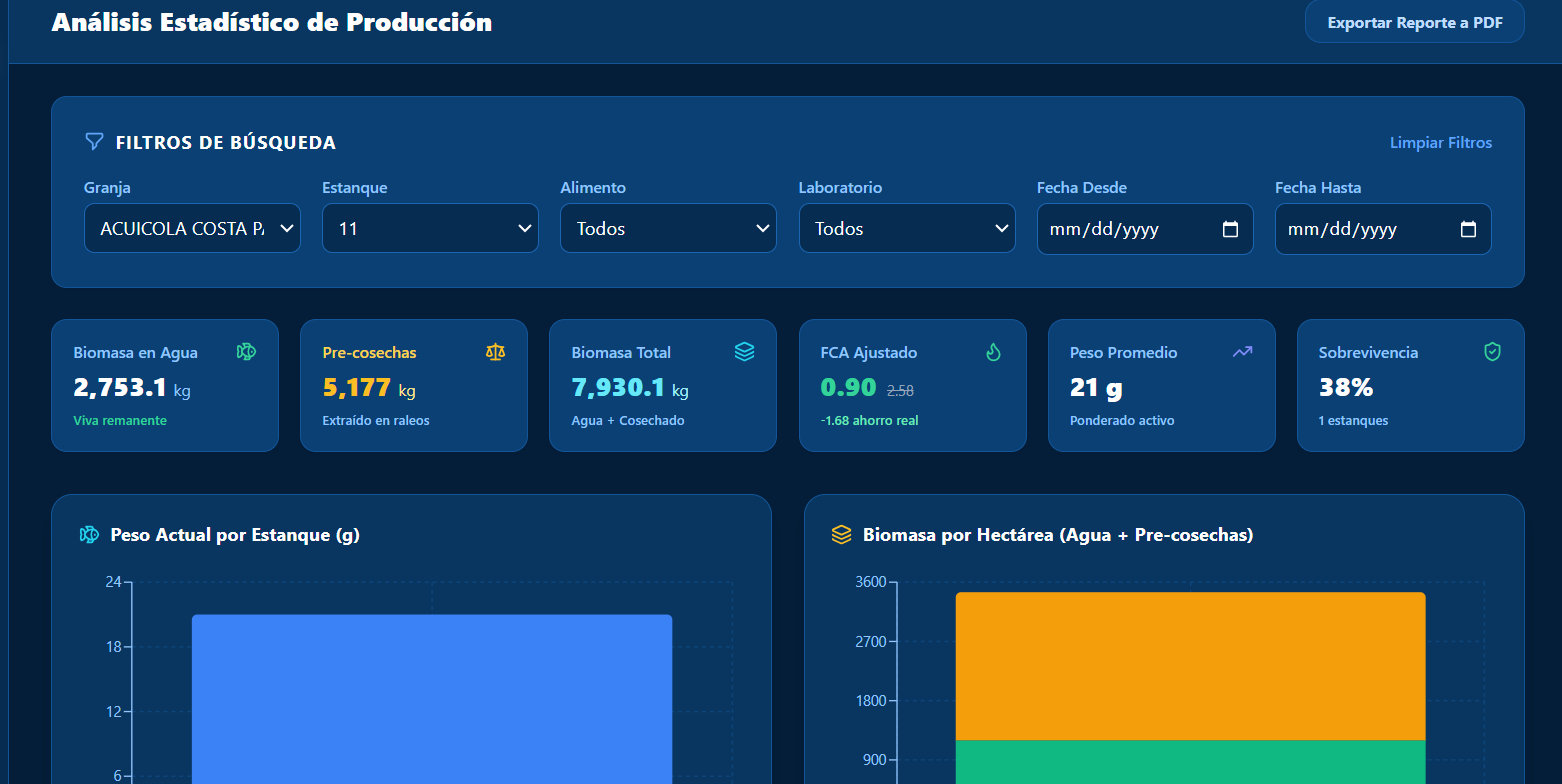 Análisis Estadístico de Producción
Exportar Reporte a PDF
FILTROS DE BÚSQUEDA
Limpiar Filtros
Granja
Estanque
Alimento
Laboratorio
Fecha Desde
Fecha Hasta
ACUICOLA COSTA
11
Todos
Todos
mm/dd/yyyy
mm/dd/yyyy
Biomasa en Agua
2,753.1 kg
Viva remanente
Pre-cosechas
5,177 kg
Extraído en raleos
Biomasa Total
7,930.1 kg
Agua + Cosechado
FCA Ajustado
0.90 2.58
-1.68 ahorro real
Peso Promedio
21 g
Ponderado activo
Sobrevivencia
38%
1 estanques
Peso Actual por Estanque (g)
24
18
12
6
Biomasa por Hectárea (Agua + Pre-cosechas)
3600
2700
1800
900